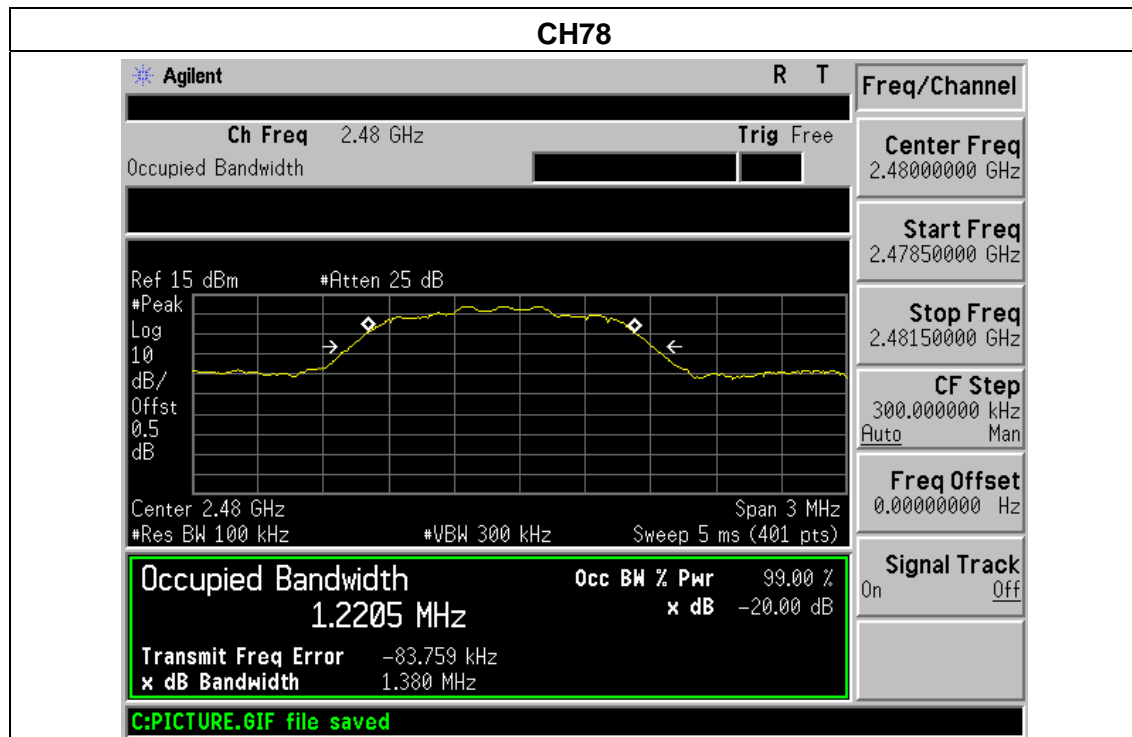 CH78
Agilent R T
Ch Freq 2.48 GHz Trig Free
Occupied Bandwidth
Ref 15 dBm #Atten 25 dB
#Peak
Log
10
dB/
Offst
0.5
dB
Center 2.48 GHz Span 3 MHz
#Res BW 100 kHz #VBW 300 kHz Sweep 5 ms (401 pts)
Occupied Bandwidth Occ BW % Pwr 99.00 %
1.2205 MHz x dB -20.00 dB
Transmit Freq Error -83.759 kHz
x dB Bandwidth 1.380 MHz
C:PICTURE.GIF file saved
Freq/Channel
Center Freq
2.48000000 GHz
Start Freq
2.47850000 GHz
Stop Freq
2.48150000 GHz
CF Step
300.000000 kHz
Auto Man
Freq Offset
0.00000000 Hz
Signal Track
On Off